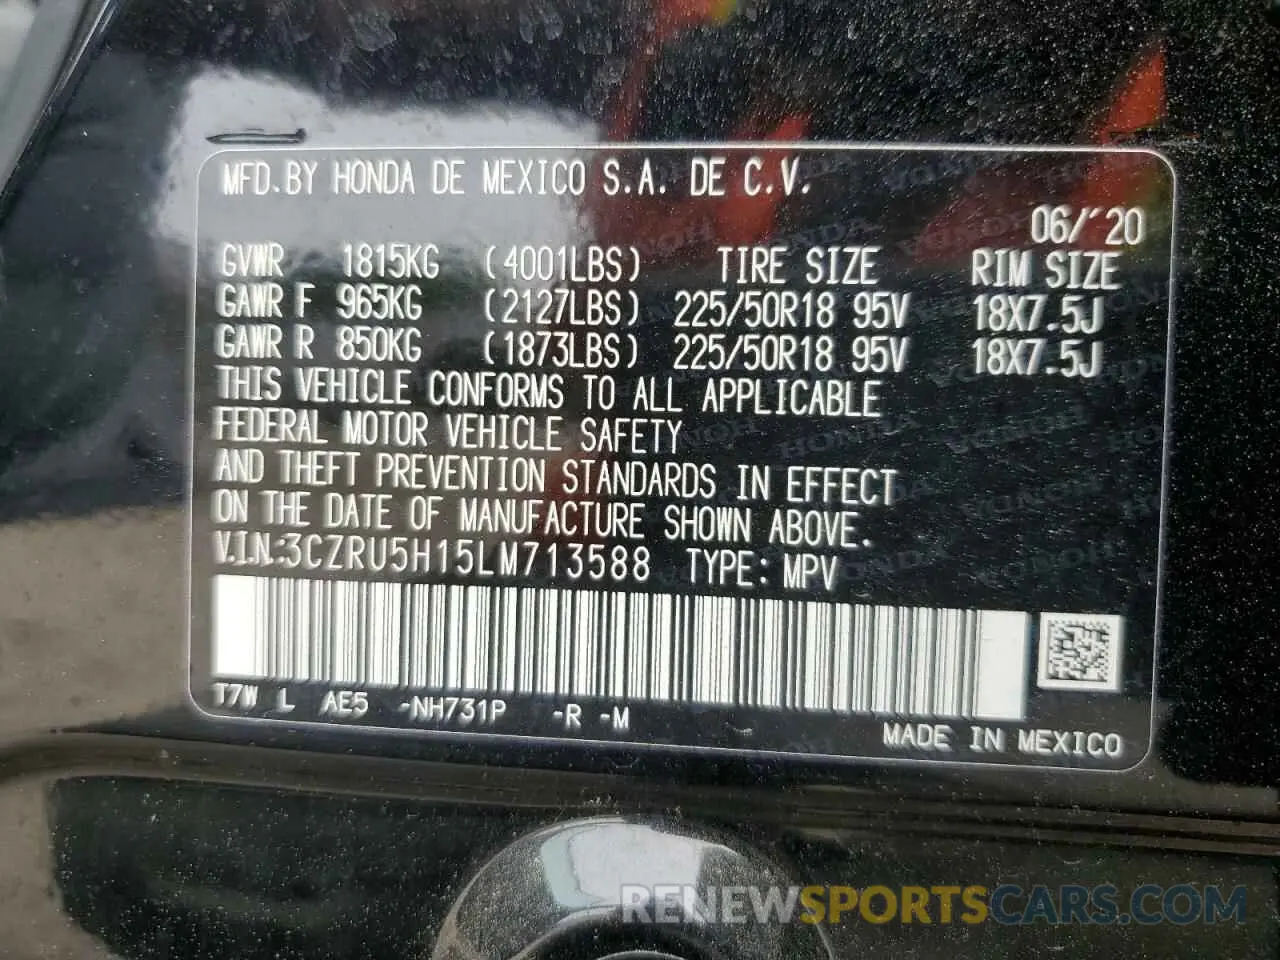 MFD.BY HONDA DE MEXICO S.A. DE C.V.
06/'20
GVWR 1815KG (4001LBS) TIRE SIZE RIM SIZE
GAWR F 965KG (2127LBS) 225/50R18 95V 18X7.5J
GAWR R 850KG (1873LBS) 225/50R18 95V 18X7.5J
THIS VEHICLE CONFORMS TO ALL APPLICABLE
FEDERAL MOTOR VEHICLE SAFETY
AND THEFT PREVENTION STANDARDS IN EFFECT
ON THE DATE OF MANUFACTURE SHOWN ABOVE.
V.I.N.:3CZRU5H15LM713588 TYPE: MPV
T7W L AE5 -NH731P -R -M
MADE IN MEXICO
RENEWSPORTSCARS.COM